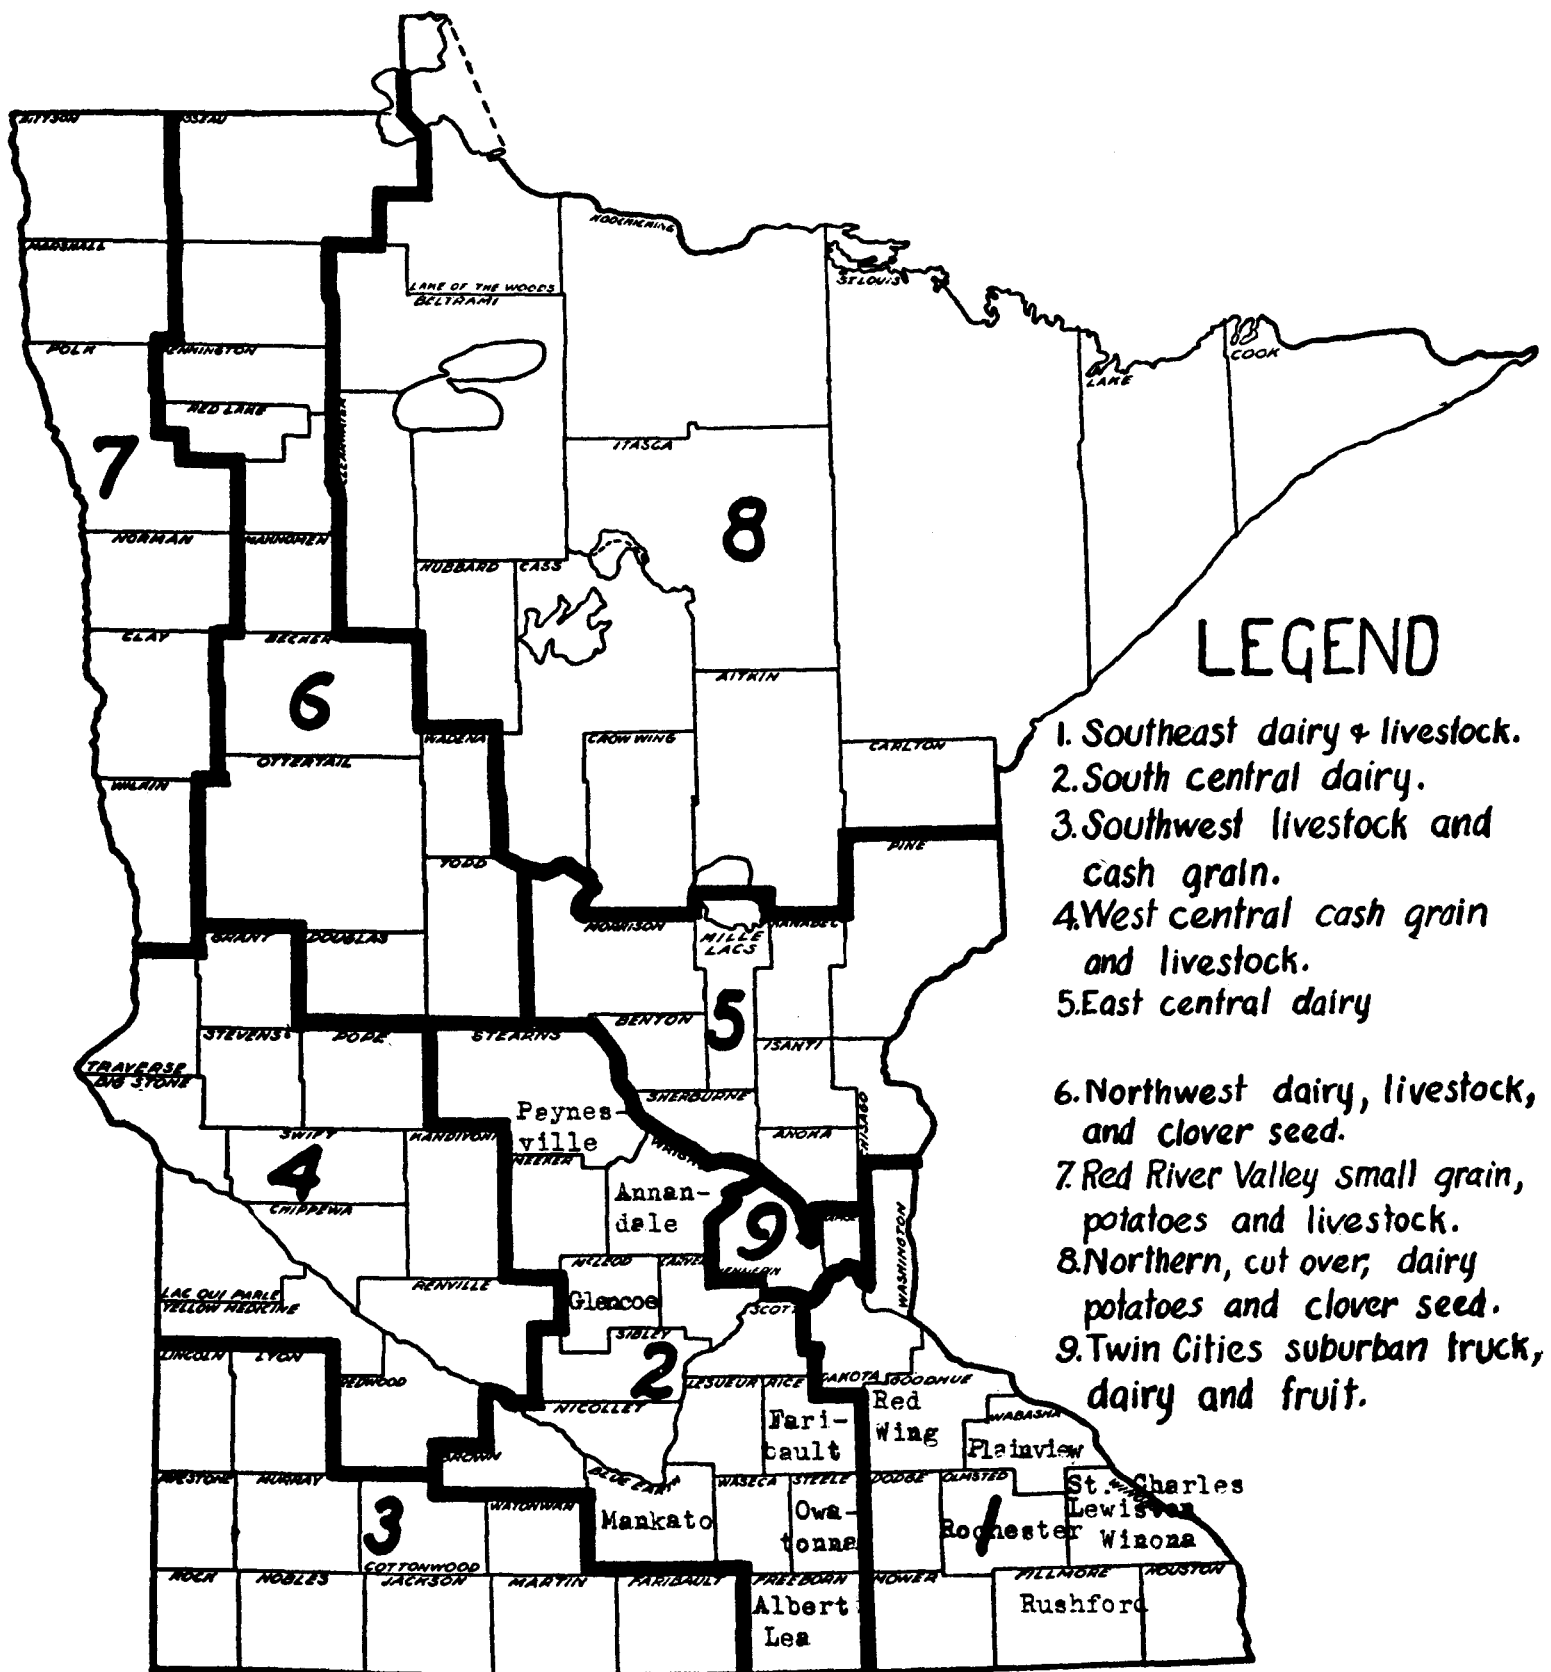 KITTSON
ROSEAU
KOOCHICHING
MARSHALL
LAKE OF THE WOODS
BELTRAMI
ST. LOUIS
POLK
PENNINGTON
COOK
LAKE
RED LAKE
CLEARWATER
7
ITASCA
8
NORMAN
MAHNOMEN
HUBBARD
CASS
CLAY
BECKER
6
AITKIN
WADENA
CROW WING
CARLTON
OTTERTAIL
WILKIN
TODD
PINE
MORRISON
MILLE
LACS
KANABEC
GRANT
DOUGLAS
5
BENTON
STEVENS
POPE
STEARNS
ISANTI
TRAVERSE
BIG STONE
SHERBURNE
CHISAGO
Paynes-
ville
SWIFT
KANDIYOHI
MEEKER
WRIGHT
ANOKA
4
Annan-
dale
CHIPPEWA
9
WASHINGTON
MCLEOD
CARVER
HENNEPIN
RENVILLE
LAC QUI PARLE
YELLOW MEDICINE
Glencoe
SCOTT
SIBLEY
2
LINCOLN
LYON
REDWOOD
LESUEUR
RICE
DAKOTA
GOODHUE
NICOLLET
Red
Wing
Fari-
bault
WABASHA
Plainview
BROWN
PIPESTONE
MURRAY
BLUE EARTH
WASECA
STEELE
DODGE
OLMSTED
St. Charles
Lewiston
Winona
3
WATONWAN
Mankato
Owa-
tonna
Rochester
1
COTTONWOOD
ROCK
NOBLES
JACKSON
MARTIN
FARIBAULT
FREEBORN
MOWER
FILLMORE
HOUSTON
Albert
Lea
Rushford
LEGEND
1. Southeast dairy & livestock.
2. South central dairy.
3. Southwest livestock and
cash grain.
4. West central cash grain
and livestock.
5. East central dairy
6. Northwest dairy, livestock,
and clover seed.
7. Red River Valley small grain,
potatoes and livestock.
8. Northern, cut over, dairy
potatoes and clover seed.
9. Twin Cities suburban truck,
dairy and fruit.